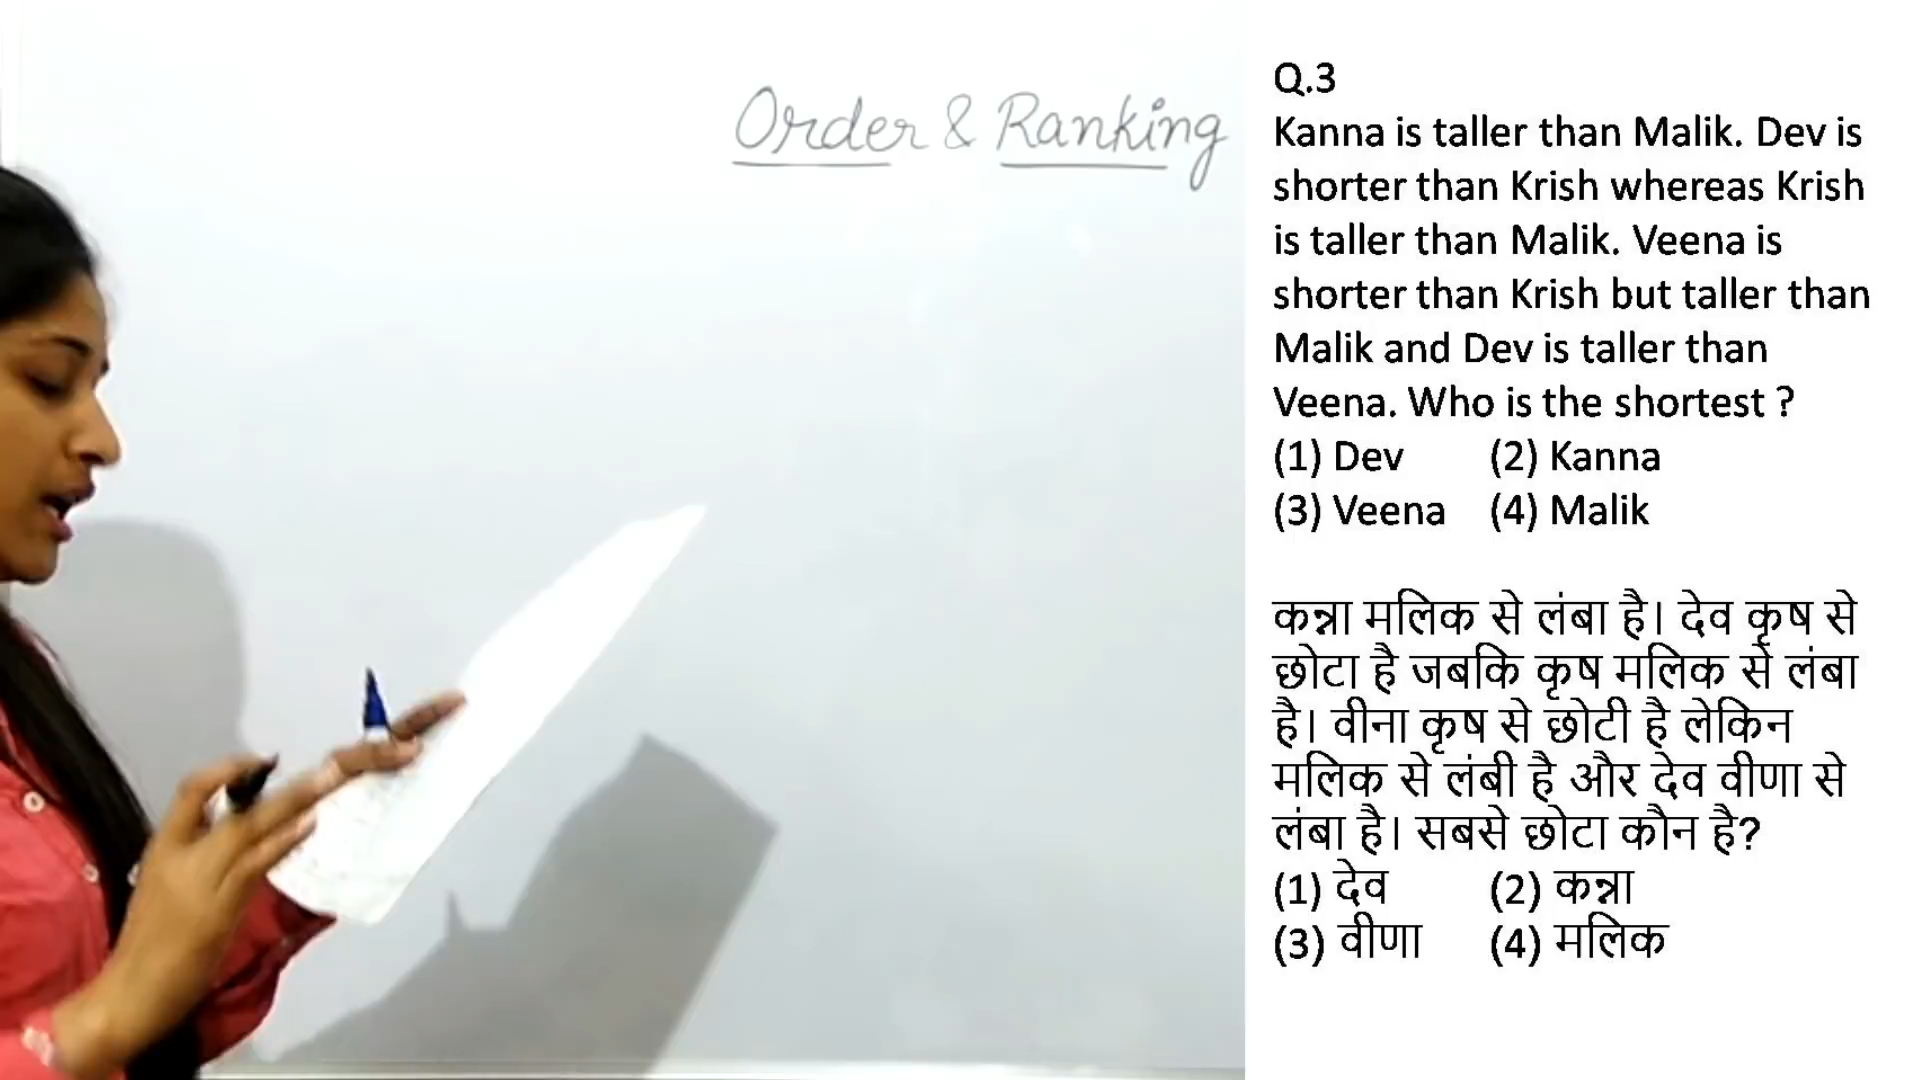 Order & Ranking
Q.3
Kanna is taller than Malik. Dev is
shorter than Krish whereas Krish
is taller than Malik. Veena is
shorter than Krish but taller than
Malik and Dev is taller than
Veena. Who is the shortest ?
(1) Dev (2) Kanna
(3) Veena (4) Malik
कन्ना मलिक से लंबा है। देव कृष से
छोटा है जबकि कृष मलिक से लंबा
है। वीना कृष से छोटी है लेकिन
मलिक से लंबी है और देव वीणा से
लंबा है। सबसे छोटा कौन है?
(1) देव (2) कन्ना
(3) वीणा (4) मलिक